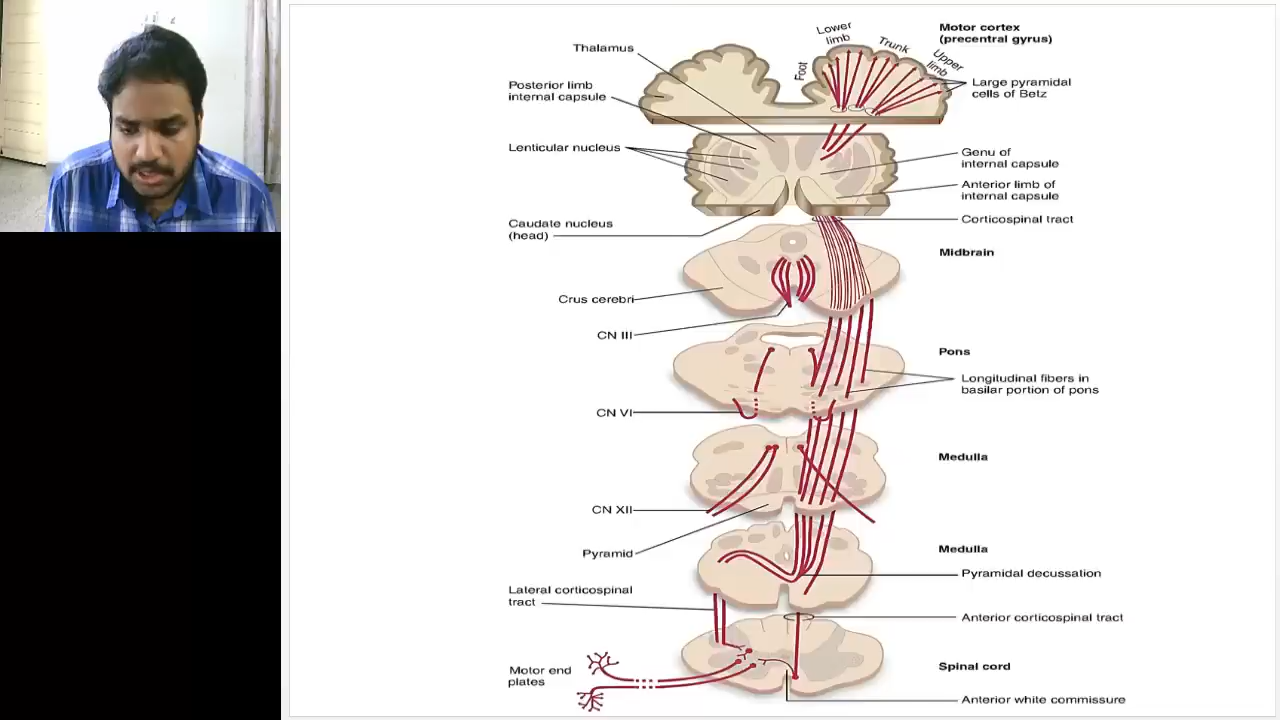 Motor cortex
(precentral gyrus)
Lower
limb
Trunk
Upper
limb
Foot
Thalamus
Large pyramidal
cells of Betz
Posterior limb
internal capsule
Lenticular nucleus
Genu of
internal capsule
Anterior limb of
internal capsule
Corticospinal tract
Caudate nucleus
(head)
Midbrain
Crus cerebri
CN III
Pons
Longitudinal fibers in
basilar portion of pons
CN VI
Medulla
CN XII
Pyramid
Medulla
Pyramidal decussation
Lateral corticospinal
tract
Anterior corticospinal tract
Spinal cord
Motor end
plates
Anterior white commissure